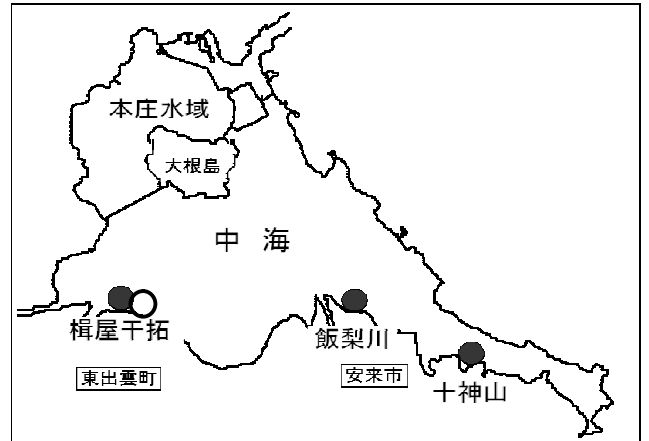 本庄水域
大根島
中 海
楫屋干拓
飯梨川
東出雲町
安来市
十神山